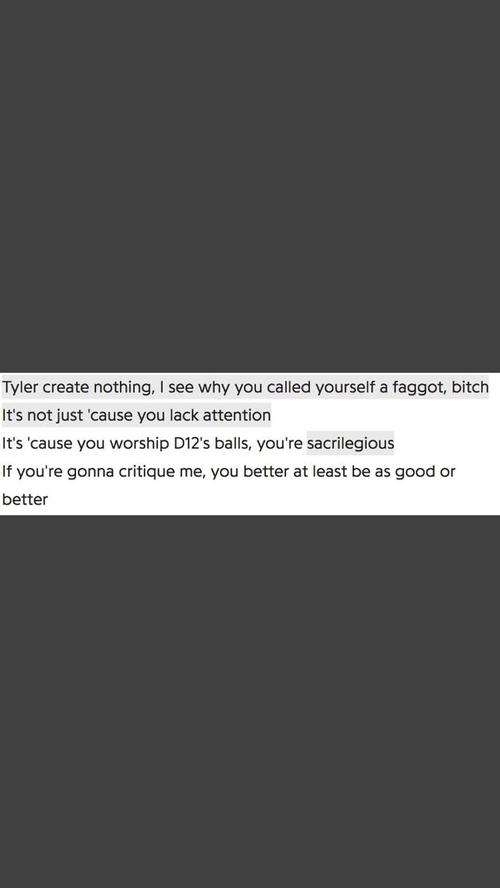 Tyler create nothing, I see why you called yourself a faggot, bitch
It's not just 'cause you lack attention
It's 'cause you worship D12's balls, you're sacrilegious
If you're gonna critique me, you better at least be as good or
better